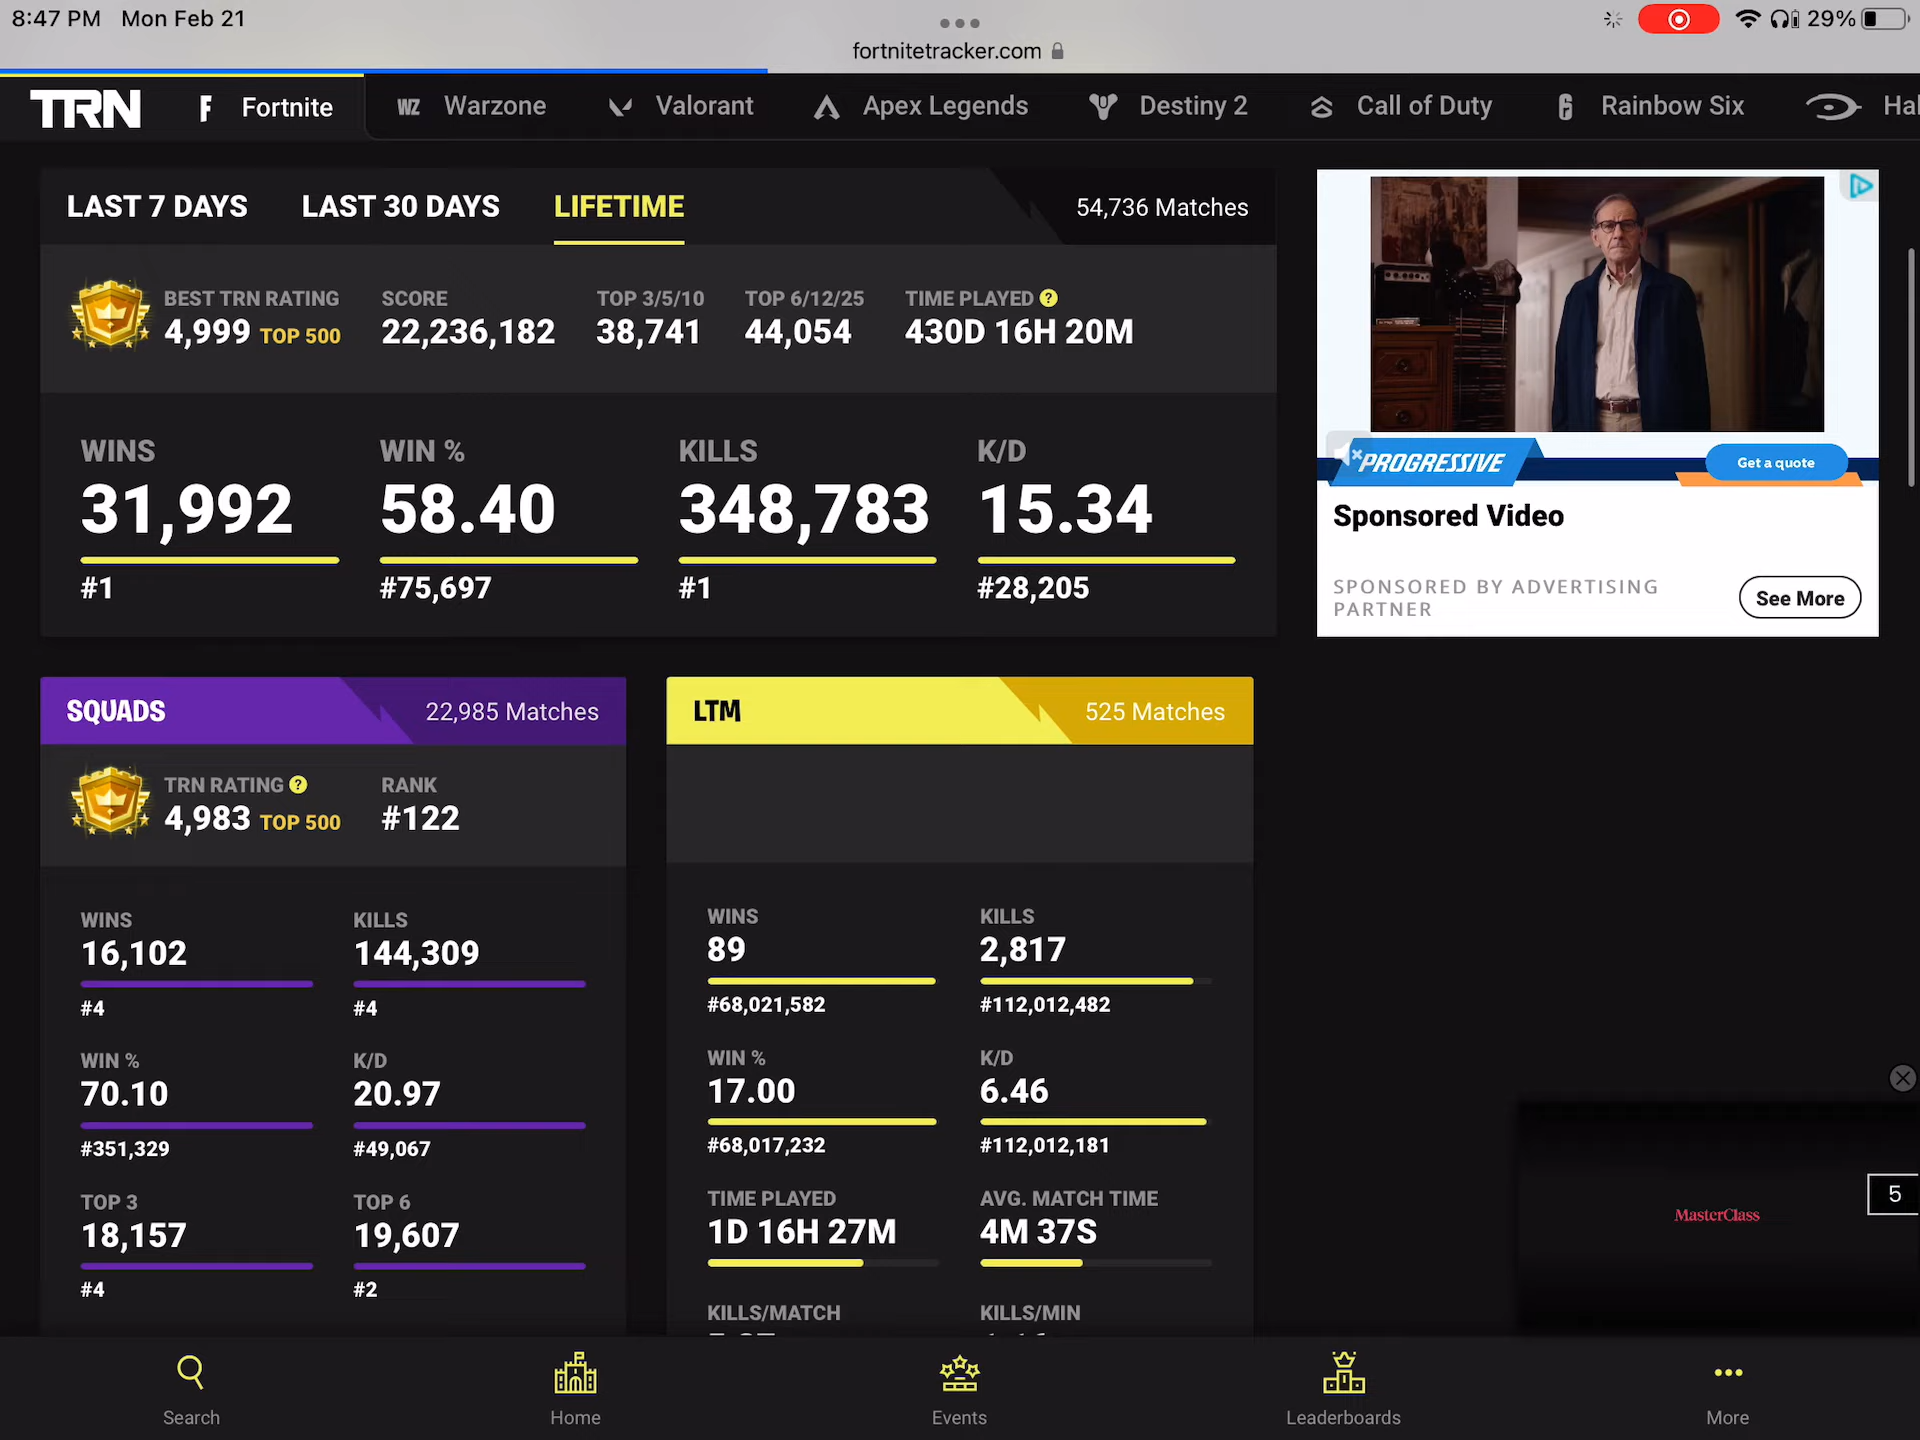 8:47 PM Mon Feb 21
29%
fortnitetracker.com
TRN Fortnite WZ Warzone Valorant Apex Legends Destiny 2 Call of Duty Rainbow Six Hal
LAST 7 DAYS LAST 30 DAYS LIFETIME 54,736 Matches
BEST TRN RATING SCORE TOP 3/5/10 TOP 6/12/25 TIME PLAYED ?
4,999 TOP 500 22,236,182 38,741 44,054 430D 16H 20M
WINS WIN % KILLS K/D
31,992 58.40 348,783 15.34
#1 #75,697 #1 #28,205
PROGRESSIVE Get a quote
Sponsored Video
SPONSORED BY ADVERTISING
PARTNER
See More
SQUADS 22,985 Matches
TRN RATING ? RANK
4,983 TOP 500 #122
WINS KILLS
16,102 144,309
#4 #4
WIN % K/D
70.10 20.97
#351,329 #49,067
TOP 3 TOP 6
18,157 19,607
#4 #2
LTM 525 Matches
WINS KILLS
89 2,817
#68,021,582 #112,012,482
WIN % K/D
17.00 6.46
#68,017,232 #112,012,181
TIME PLAYED AVG. MATCH TIME
1D 16H 27M 4M 37S
KILLS/MATCH KILLS/MIN
MasterClass
5
Search Home Events Leaderboards More